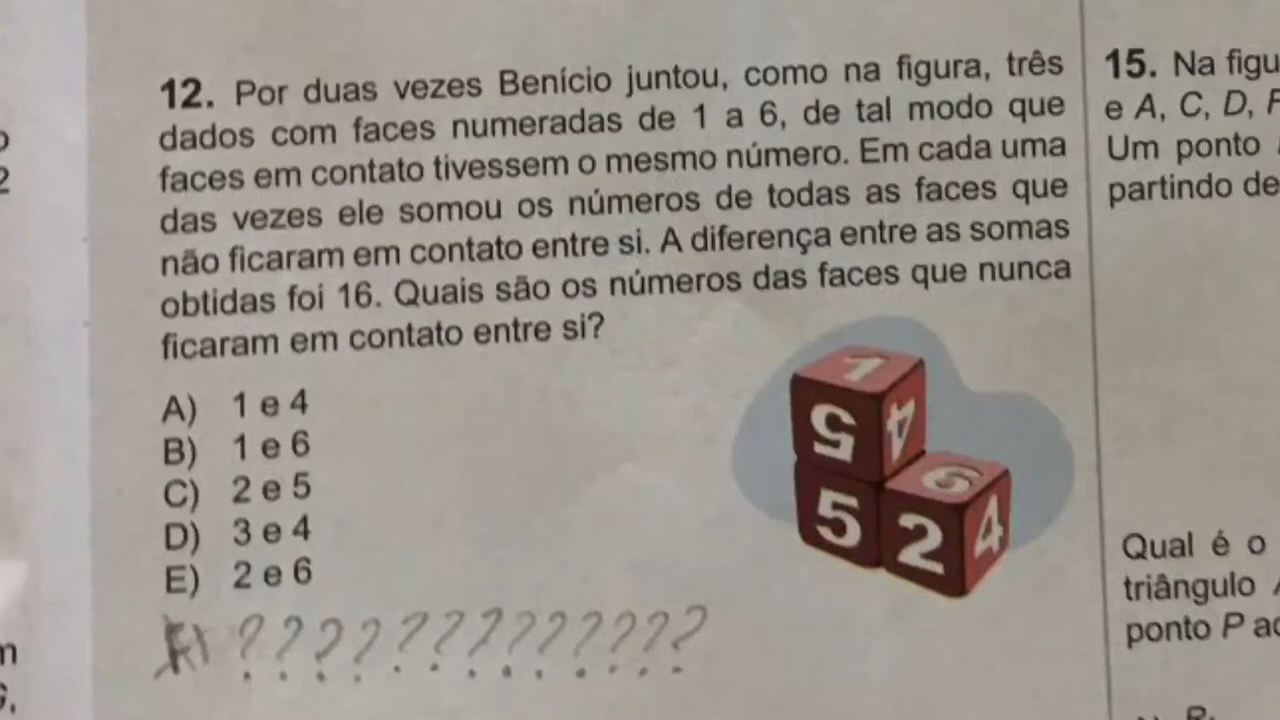 12. Por duas vezes Benício juntou, como na figura, três
dados com faces numeradas de 1 a 6, de tal modo que
faces em contato tivessem o mesmo número. Em cada uma
das vezes ele somou os números de todas as faces que
não ficaram em contato entre si. A diferença entre as somas
obtidas foi 16. Quais são os números das faces que nunca
ficaram em contato entre si?
A) 1 e 4
B) 1 e 6
C) 2 e 5
D) 3 e 4
E) 2 e 6
????????????? 
1
5 4
6
5 2 4
2
15. Na figu
e A, C, D,
Um ponto
partindo de
Qual é o
triângulo
ponto P